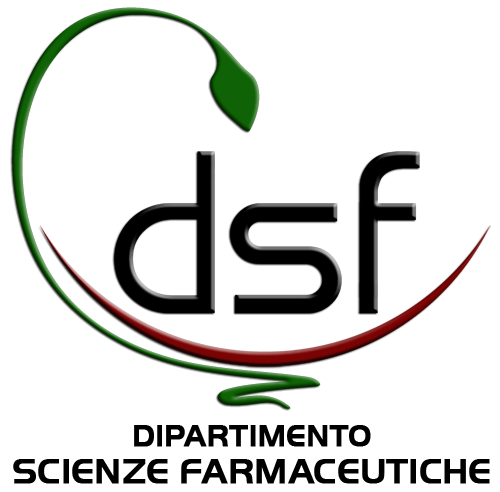 dsf
DIPARTIMENTO
SCIENZE FARMACEUTICHE